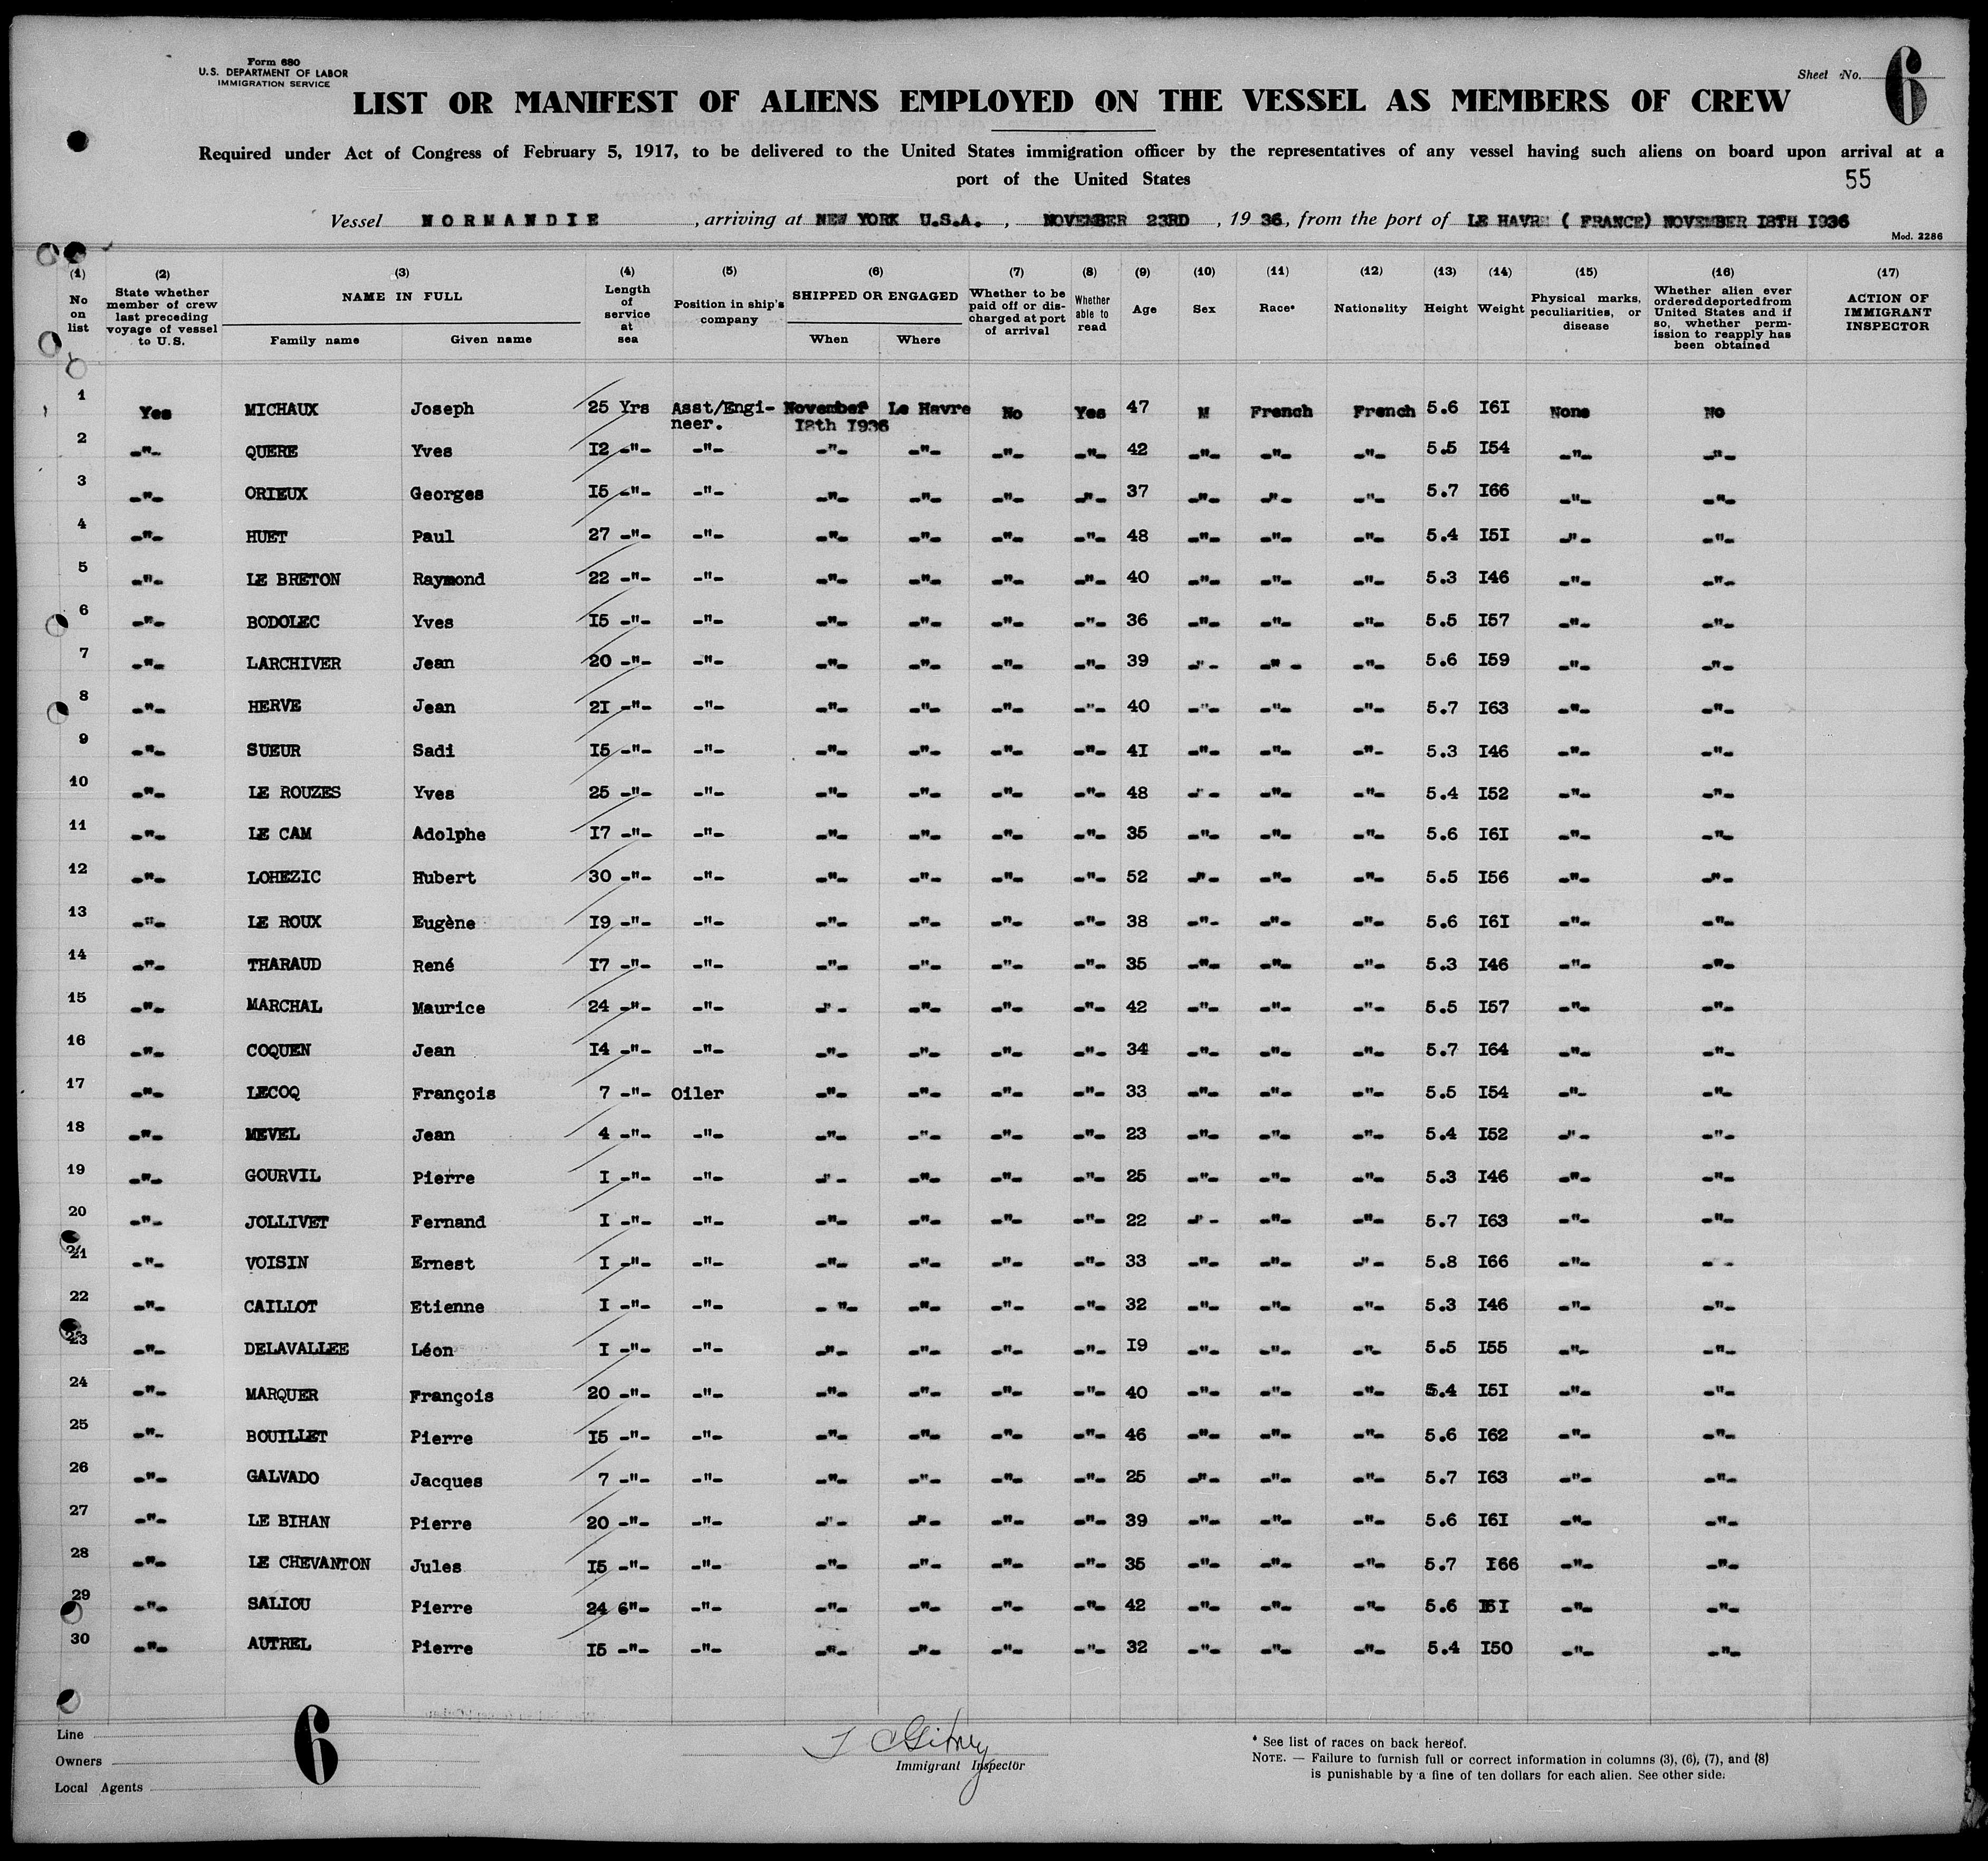 Form 680
U.S. DEPARTMENT OF LABOR
IMMIGRATION SERVICE
Sheet No. 6
LIST OR MANIFEST OF ALIENS EMPLOYED ON THE VESSEL AS MEMBERS OF CREW
Required under Act of Congress of February 5, 1917, to be delivered to the United States immigration officer by the representatives of any vessel having such aliens on board upon arrival at a
port of the United States
55
Vessel NORMANDIE, arriving at NEW YORK U.S.A., NOVEMBER 23RD, 1936, from the port of LE HAVRE ( FRANCE) NOVEMBER I8TH I936
Mod. 2286
(1) (2) (3) (4) (5) (6) (7) (8) (9) (10) (11) (12) (13) (14) (15) (16) (17)
No on list State whether member of crew last preceding voyage of vessel to U.S. NAME IN FULL Family name Given name Length of service at sea Position in ship's company SHIPPED OR ENGAGED When Where Whether to be paid off or discharged at port of arrival Whether able to read Age Sex Race* Nationality Height Weight Physical marks, peculiarities, or disease Whether alien ever ordered deported from United States and if so, whether permission to reapply has been obtained ACTION OF IMMIGRANT INSPECTOR
1 Yes MICHAUX Joseph 25 Yrs Asst/Engi- November Le Havre No Yes 47 M French French 5.6 I6I None No
neer. I8th I936
2 -"- QUERE Yves I2 -"- -"- -"- -"- -"- -"- 42 -"- -"- -"- 5.5 I54 -"- -"-
3 -"- ORIEUX Georges I5 -"- -"- -"- -"- -"- -"- 37 -"- -"- -"- 5.7 I66 -"- -"-
4 -"- HUET Paul 27 -"- -"- -"- -"- -"- -"- 48 -"- -"- -"- 5.4 I5I -"- -"-
5 -"- LE BRETON Raymond 22 -"- -"- -"- -"- -"- -"- 40 -"- -"- -"- 5.3 I46 -"- -"-
6 -"- BODOLEC Yves I5 -"- -"- -"- -"- -"- -"- 36 -"- -"- -"- 5.5 I57 -"- -"-
7 -"- LARCHIVER Jean 20 -"- -"- -"- -"- -"- -"- 39 -"- -"- -"- 5.6 I59 -"- -"-
8 -"- HERVE Jean 2I -"- -"- -"- -"- -"- -"- 40 -"- -"- -"- 5.7 I63 -"- -"-
9 -"- SUEUR Sadi I5 -"- -"- -"- -"- -"- -"- 4I -"- -"- -"- 5.3 I46 -"- -"-
10 -"- LE ROUZES Yves 25 -"- -"- -"- -"- -"- -"- 48 -"- -"- -"- 5.4 I52 -"- -"-
11 -"- LE CAM Adolphe I7 -"- -"- -"- -"- -"- -"- 35 -"- -"- -"- 5.6 I6I -"- -"-
12 -"- LOHEZIC Hubert 30 -"- -"- -"- -"- -"- -"- 52 -"- -"- -"- 5.5 I56 -"- -"-
13 -"- LE ROUX Eugène I9 -"- -"- -"- -"- -"- -"- 38 -"- -"- -"- 5.6 I6I -"- -"-
14 -"- THARAUD René I7 -"- -"- -"- -"- -"- -"- 35 -"- -"- -"- 5.3 I46 -"- -"-
15 -"- MARCHAL Maurice 24 -"- -"- -"- -"- -"- -"- 42 -"- -"- -"- 5.5 I57 -"- -"-
16 -"- COQUEN Jean I4 -"- -"- -"- -"- -"- -"- 34 -"- -"- -"- 5.7 I64 -"- -"-
17 -"- LECOQ François 7 -"- Oiler -"- -"- -"- -"- 33 -"- -"- -"- 5.5 I54 -"- -"-
18 -"- MEVEL Jean 4 -"- -"- -"- -"- -"- -"- 23 -"- -"- -"- 5.4 I52 -"- -"-
19 -"- GOURVIL Pierre I -"- -"- -"- -"- -"- -"- 25 -"- -"- -"- 5.3 I46 -"- -"-
20 -"- JOLLIVET Fernand I -"- -"- -"- -"- -"- -"- 22 -"- -"- -"- 5.7 I63 -"- -"-
21 -"- VOISIN Ernest I -"- -"- -"- -"- -"- -"- 33 -"- -"- -"- 5.8 I66 -"- -"-
22 -"- CAILLOT Etienne I -"- -"- -"- -"- -"- -"- 32 -"- -"- -"- 5.3 I46 -"- -"-
23 -"- DELAVALLEE Léon I -"- -"- -"- -"- -"- -"- I9 -"- -"- -"- 5.5 I55 -"- -"-
24 -"- MARQUER François 20 -"- -"- -"- -"- -"- -"- 40 -"- -"- -"- 5.4 I5I -"- -"-
25 -"- BOUILLET Pierre I5 -"- -"- -"- -"- -"- -"- 46 -"- -"- -"- 5.6 I62 -"- -"-
26 -"- GALVADO Jacques 7 -"- -"- -"- -"- -"- -"- 25 -"- -"- -"- 5.7 I63 -"- -"-
27 -"- LE BIHAN Pierre 20 -"- -"- -"- -"- -"- -"- 39 -"- -"- -"- 5.6 I6I -"- -"-
28 -"- LE CHEVANTON Jules I5 -"- -"- -"- -"- -"- -"- 35 -"- -"- -"- 5.7 I66 -"- -"-
29 -"- SALIOU Pierre 24 6"- -"- -"- -"- -"- -"- 42 -"- -"- -"- 5.6 I6I -"- -"-
30 -"- AUTREL Pierre I5 -"- -"- -"- -"- -"- -"- 32 -"- -"- -"- 5.4 I50 -"- -"-
Line
Owners
Local Agents
6
Immigrant Inspector
* See list of races on back hereof.
NOTE. — Failure to furnish full or correct information in columns (3), (6), (7), and (8)
is punishable by a fine of ten dollars for each alien. See other side.